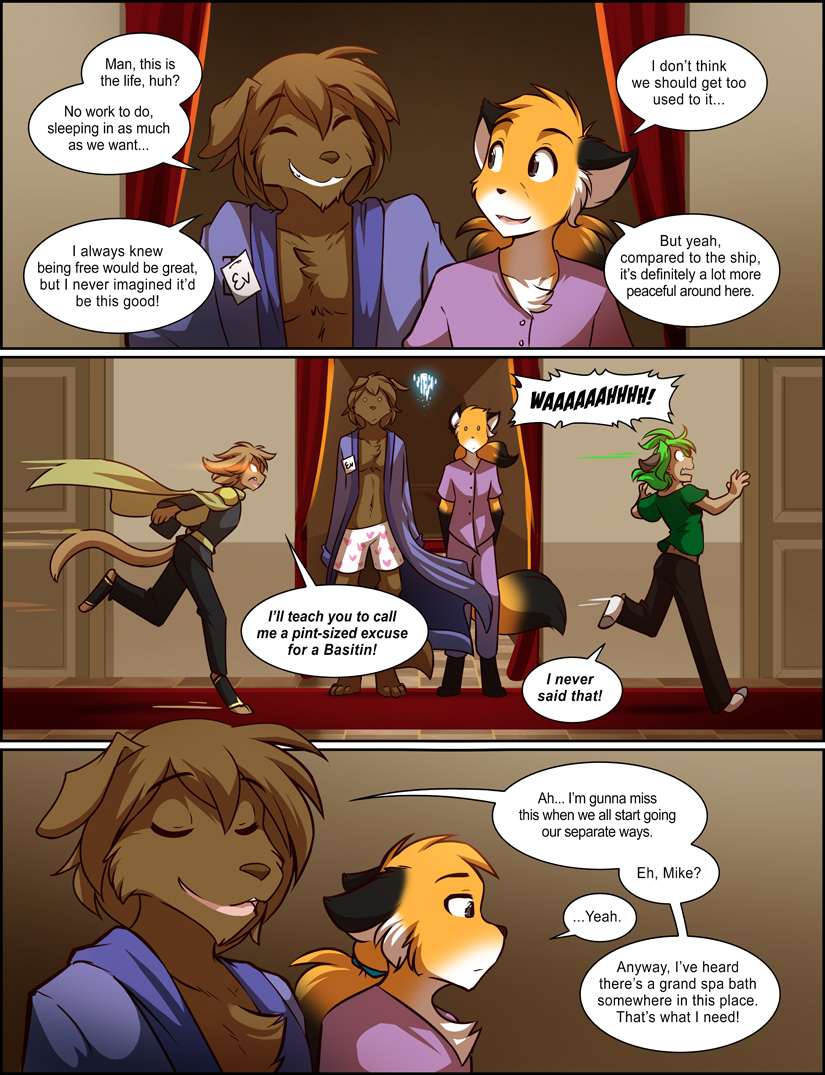 Man, this is
the life, huh?
No work to do,
sleeping in as much
as we want...
I don't think
we should get too
used to it...
I always knew
being free would be great,
but I never imagined it'd
be this good!
But yeah,
compared to the ship,
it's definitely a lot more
peaceful around here.
Ev
WAAAAAAHHHH!
Ev
I'll teach you to call
me a pint-sized excuse
for a Basitin!
I never
said that!
Ah... I'm gunna miss
this when we all start going
our separate ways.
Eh, Mike?
...Yeah.
Anyway, I've heard
there's a grand spa bath
somewhere in this place.
That's what I need!